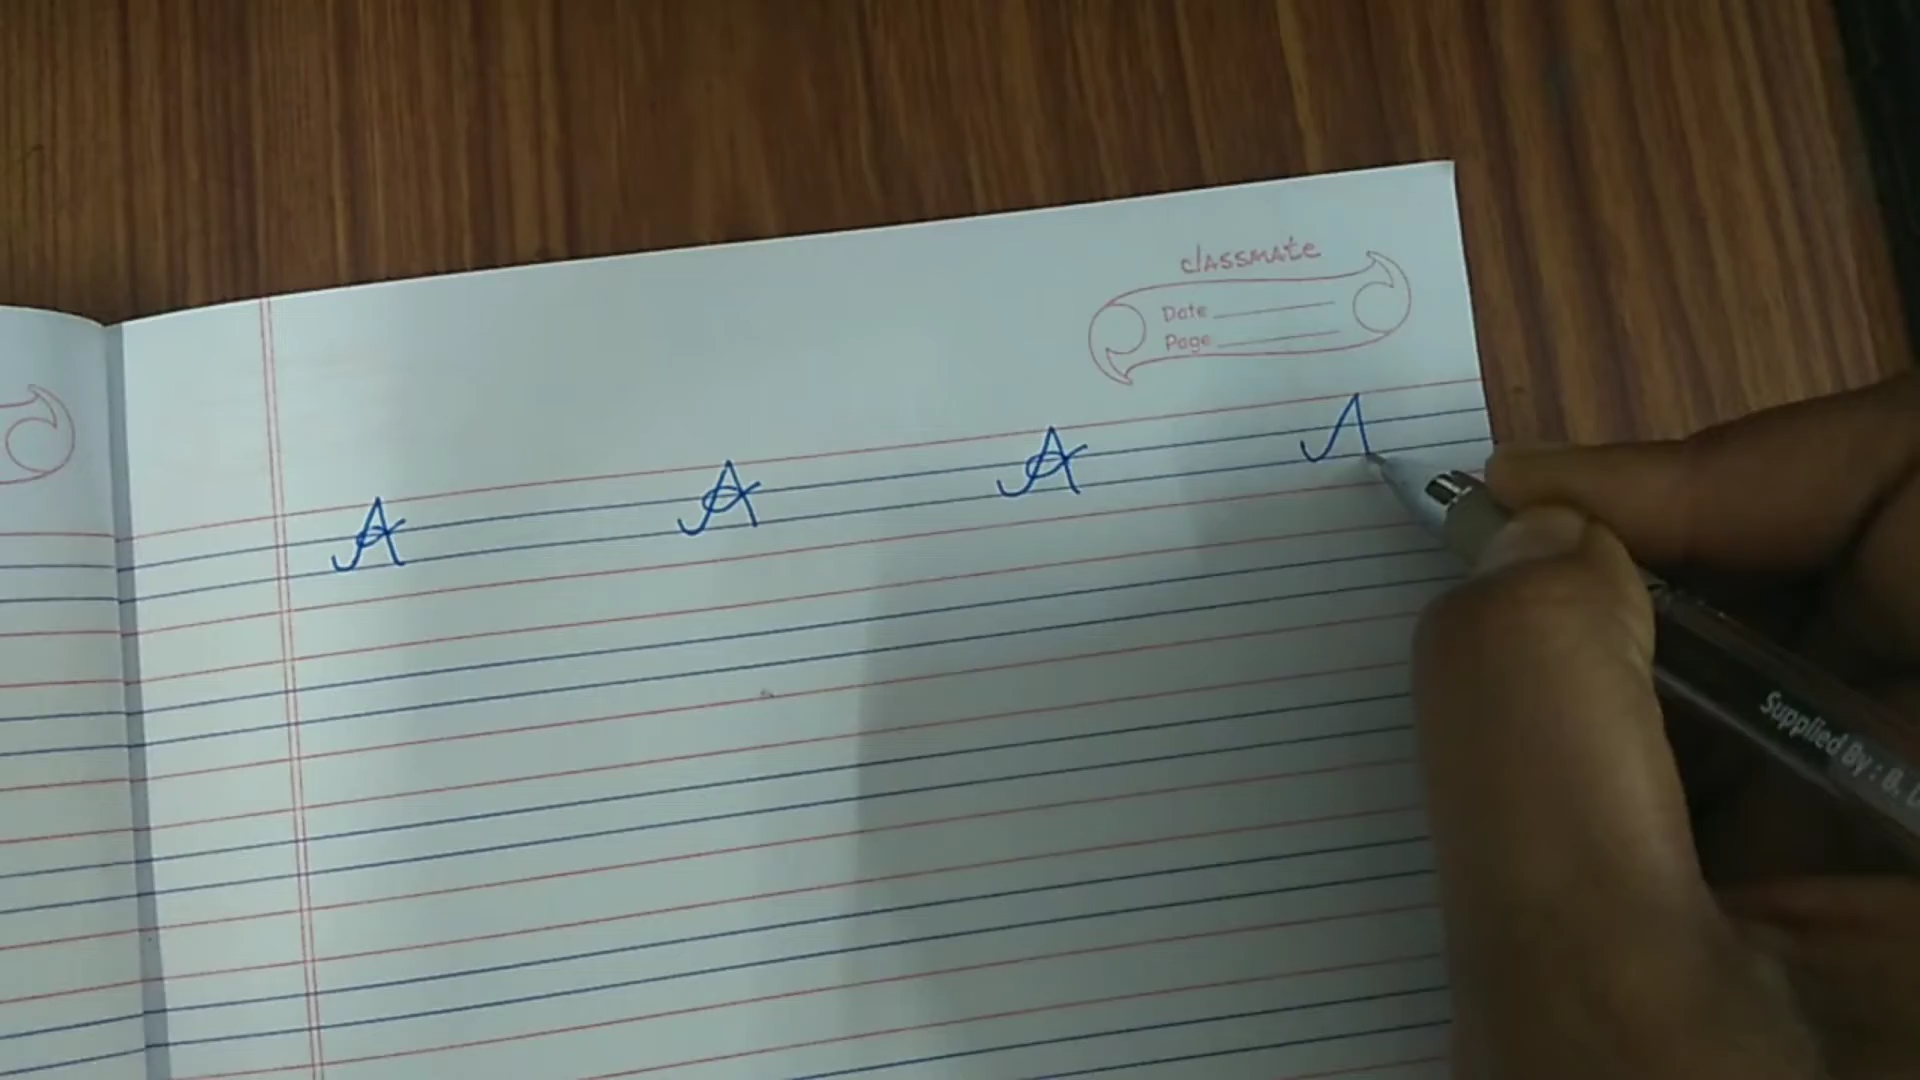 classmate
Date
Page
A A A A
Supplied By : B.